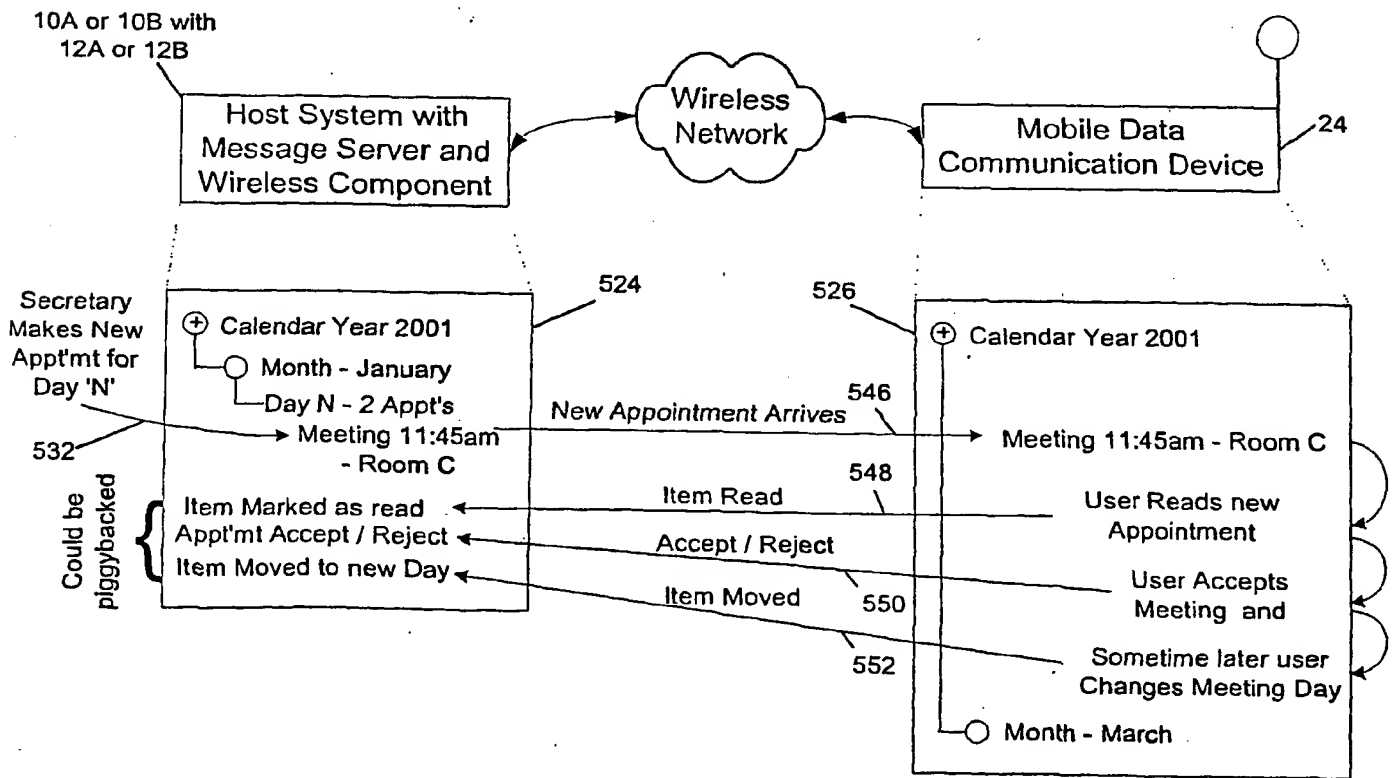 10A or 10B with
12A or 12B
Host System with
Message Server and
Wireless Component
Wireless
Network
Mobile Data
Communication Device
24
Secretary
Makes New
Appt'mt for
Day 'N'
532
524
Calendar Year 2001
Month - January
Day N - 2 Appt's
Meeting 11:45am
- Room C
Could be
piggybacked
Item Marked as read
Appt'mt Accept / Reject
Item Moved to new Day
New Appointment Arrives
546
Item Read
548
Accept / Reject
550
Item Moved
552
526
Calendar Year 2001
Meeting 11:45am - Room C
User Reads new
Appointment
User Accepts
Meeting and
Sometime later user
Changes Meeting Day
Month - March